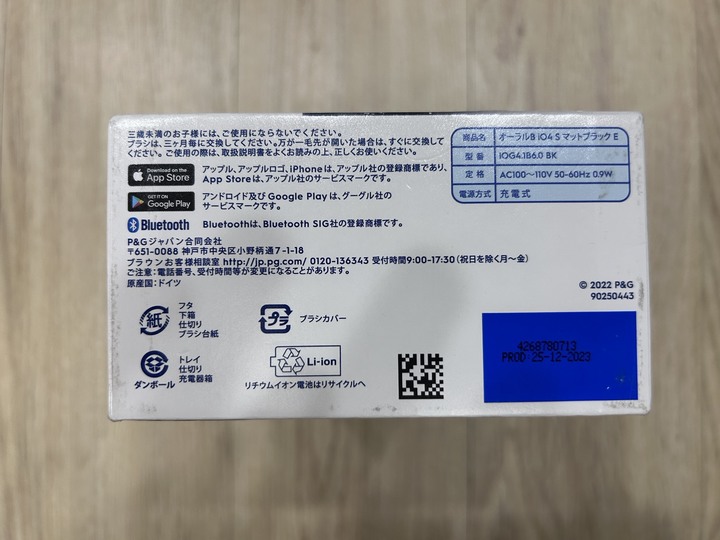 三歳未満のお子様には、ご使用にならないでください。
ブラシは、三ヶ月毎に交換してください。万が一毛先が開いた場合は、すぐに交換して
ください。ご使用の際は、取扱説明書をよくお読みの上、正しくお使いください。
Download on the
App Store
アップル、アップルロゴ、iPhoneは、アップル社の登録商標であり、
App Storeは、アップル社のサービスマークです。
GET IT ON
Google Play
アンドロイド及び Google Play は、グーグル社の
サービスマークです。
Bluetooth
Bluetoothは、Bluetooth SIG社の登録商標です。
P&Gジャパン合同会社
〒651-0088 神戸市中央区小野柄通7-1-18
ブラウンお客様相談室 http://jp.pg.com/ 0120-136343 受付時間9:00-17:30(祝日を除く月〜金)
ご注意:電話番号、受付時間等が変更になることがあります。
原産国:ドイツ
商品名 オーラルB iO4 S マットブラック E
型番 iOG4.1B6.0 BK
定格 AC100〜110V 50-60Hz 0.9W
電源方式 充電式
© 2022 P&G
90250443
紙
フタ
下箱
仕切り
ブラシ台紙
プラ
ブラシカバー
ダンボール
トレイ
仕切り
充電器箱
Li-ion
リチウムイオン電池はリサイクルへ
4268780713
PROD 25-12-2023